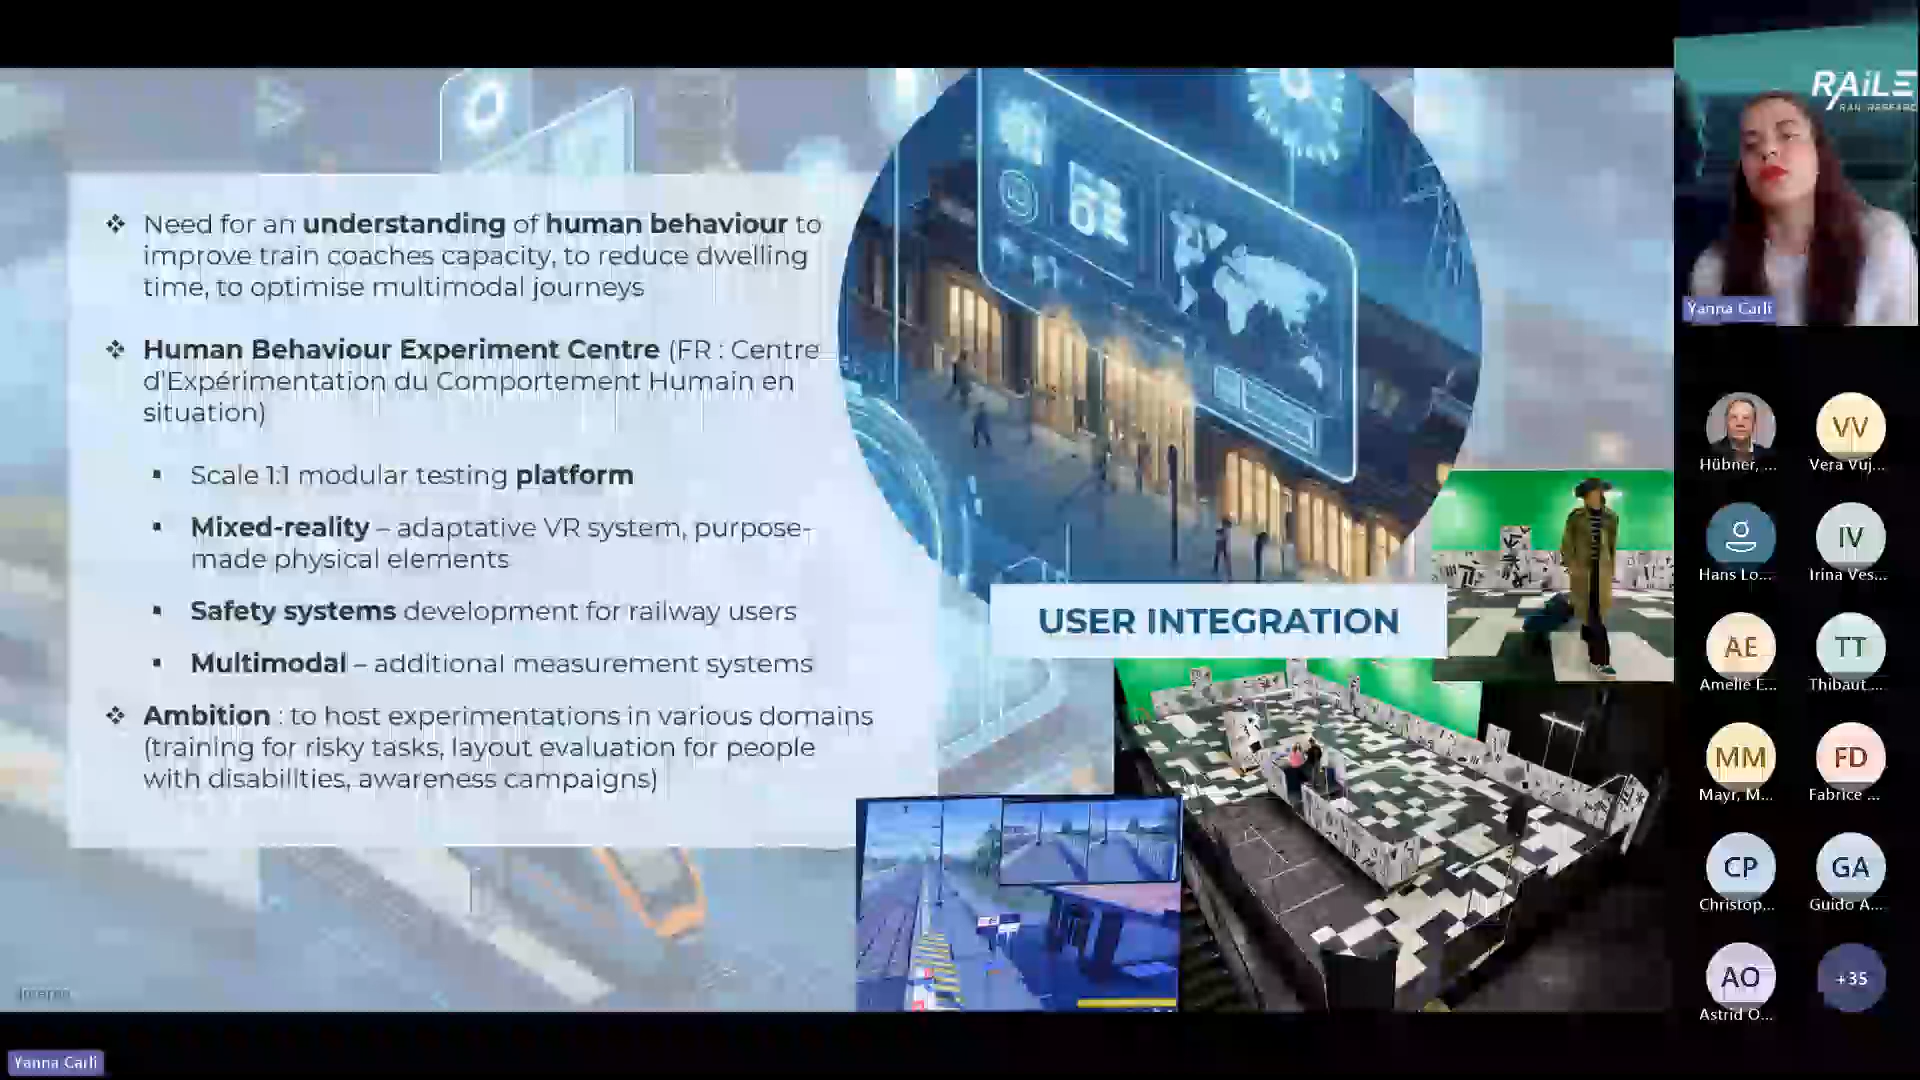 ❖ Need for an understanding of human behaviour to
improve train coaches capacity, to reduce dwelling
time, to optimise multimodal journeys
❖ Human Behaviour Experiment Centre (FR : Centre
d'Expérimentation du Comportement Humain en
situation)
▪ Scale 1:1 modular testing platform
▪ Mixed-reality – adaptative VR system, purpose-
made physical elements
▪ Safety systems development for railway users
▪ Multimodal – additional measurement systems
❖ Ambition : to host experimentations in various domains
(training for risky tasks, layout evaluation for people
with disabilities, awareness campaigns)
USER INTEGRATION
Yanna Carli
RAiLE
RAIL RESEARC
Yanna Carli
Hübner, ...
VV
Vera Vuj...
Hans Lo...
IV
Irina Ves...
AE
Amelie E...
TT
Thibaut ...
MM
Mayr, M...
FD
Fabrice ...
CP
Christop...
GA
Guido A...
AO
Astrid O...
+35